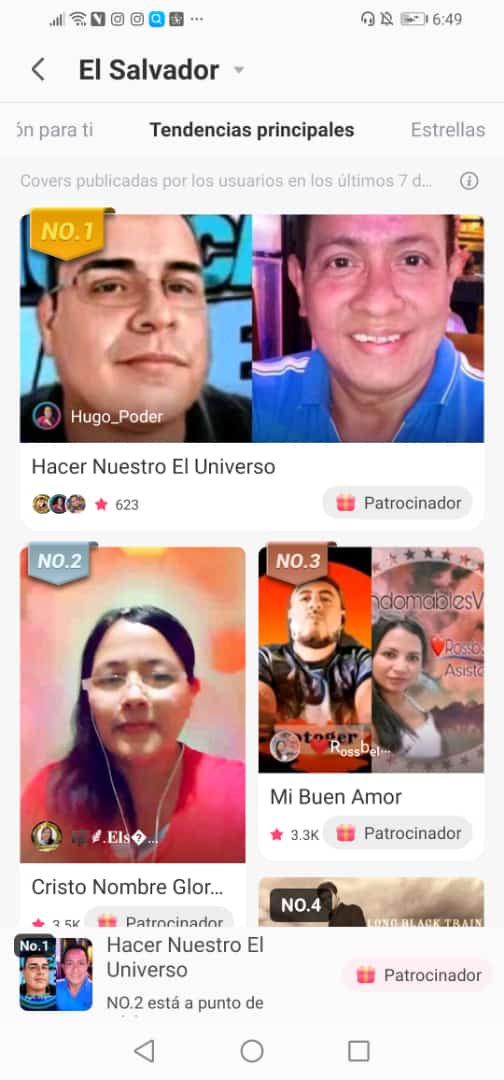 6:49
El Salvador
ón para ti
Tendencias principales
Estrellas
Covers publicadas por los usuarios en los últimos 7 d...
NO.1
Hugo_Poder
Hacer Nuestro El Universo
623
Patrocinador
NO.2
.Els�...
Cristo Nombre Glor...
3.5K
Patrocinador
NO.3
ndomablesV
Rossb
Asist
Rossbel...
Mi Buen Amor
3.3K
Patrocinador
NO.4
LONG BLACK TRAIN
No.1
Hacer Nuestro El
Universo
NO.2 está a punto de
Patrocinador